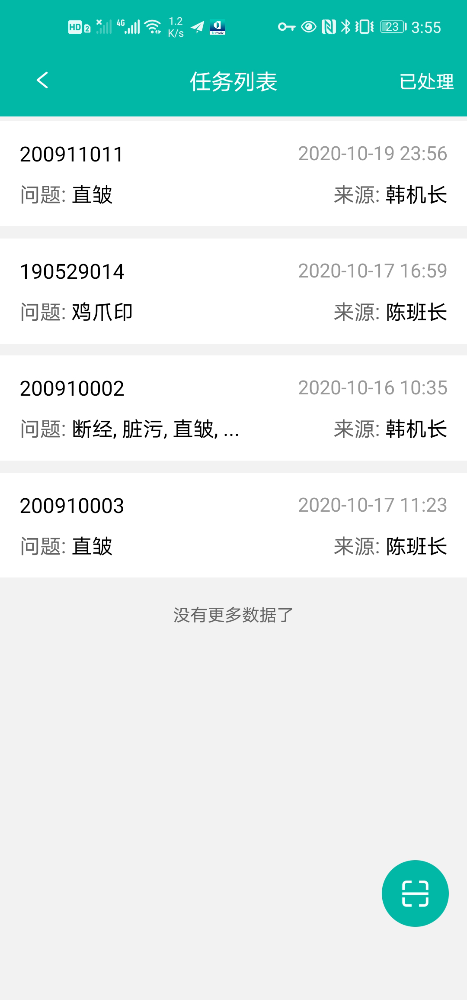 HD 2 4G 1.2 K/s 23 3:55
任务列表 已处理
200911011 2020-10-19 23:56
问题: 直皱 来源: 韩机长
190529014 2020-10-17 16:59
问题: 鸡爪印 来源: 陈班长
200910002 2020-10-16 10:35
问题: 断经, 脏污, 直皱, ... 来源: 韩机长
200910003 2020-10-17 11:23
问题: 直皱 来源: 陈班长
没有更多数据了